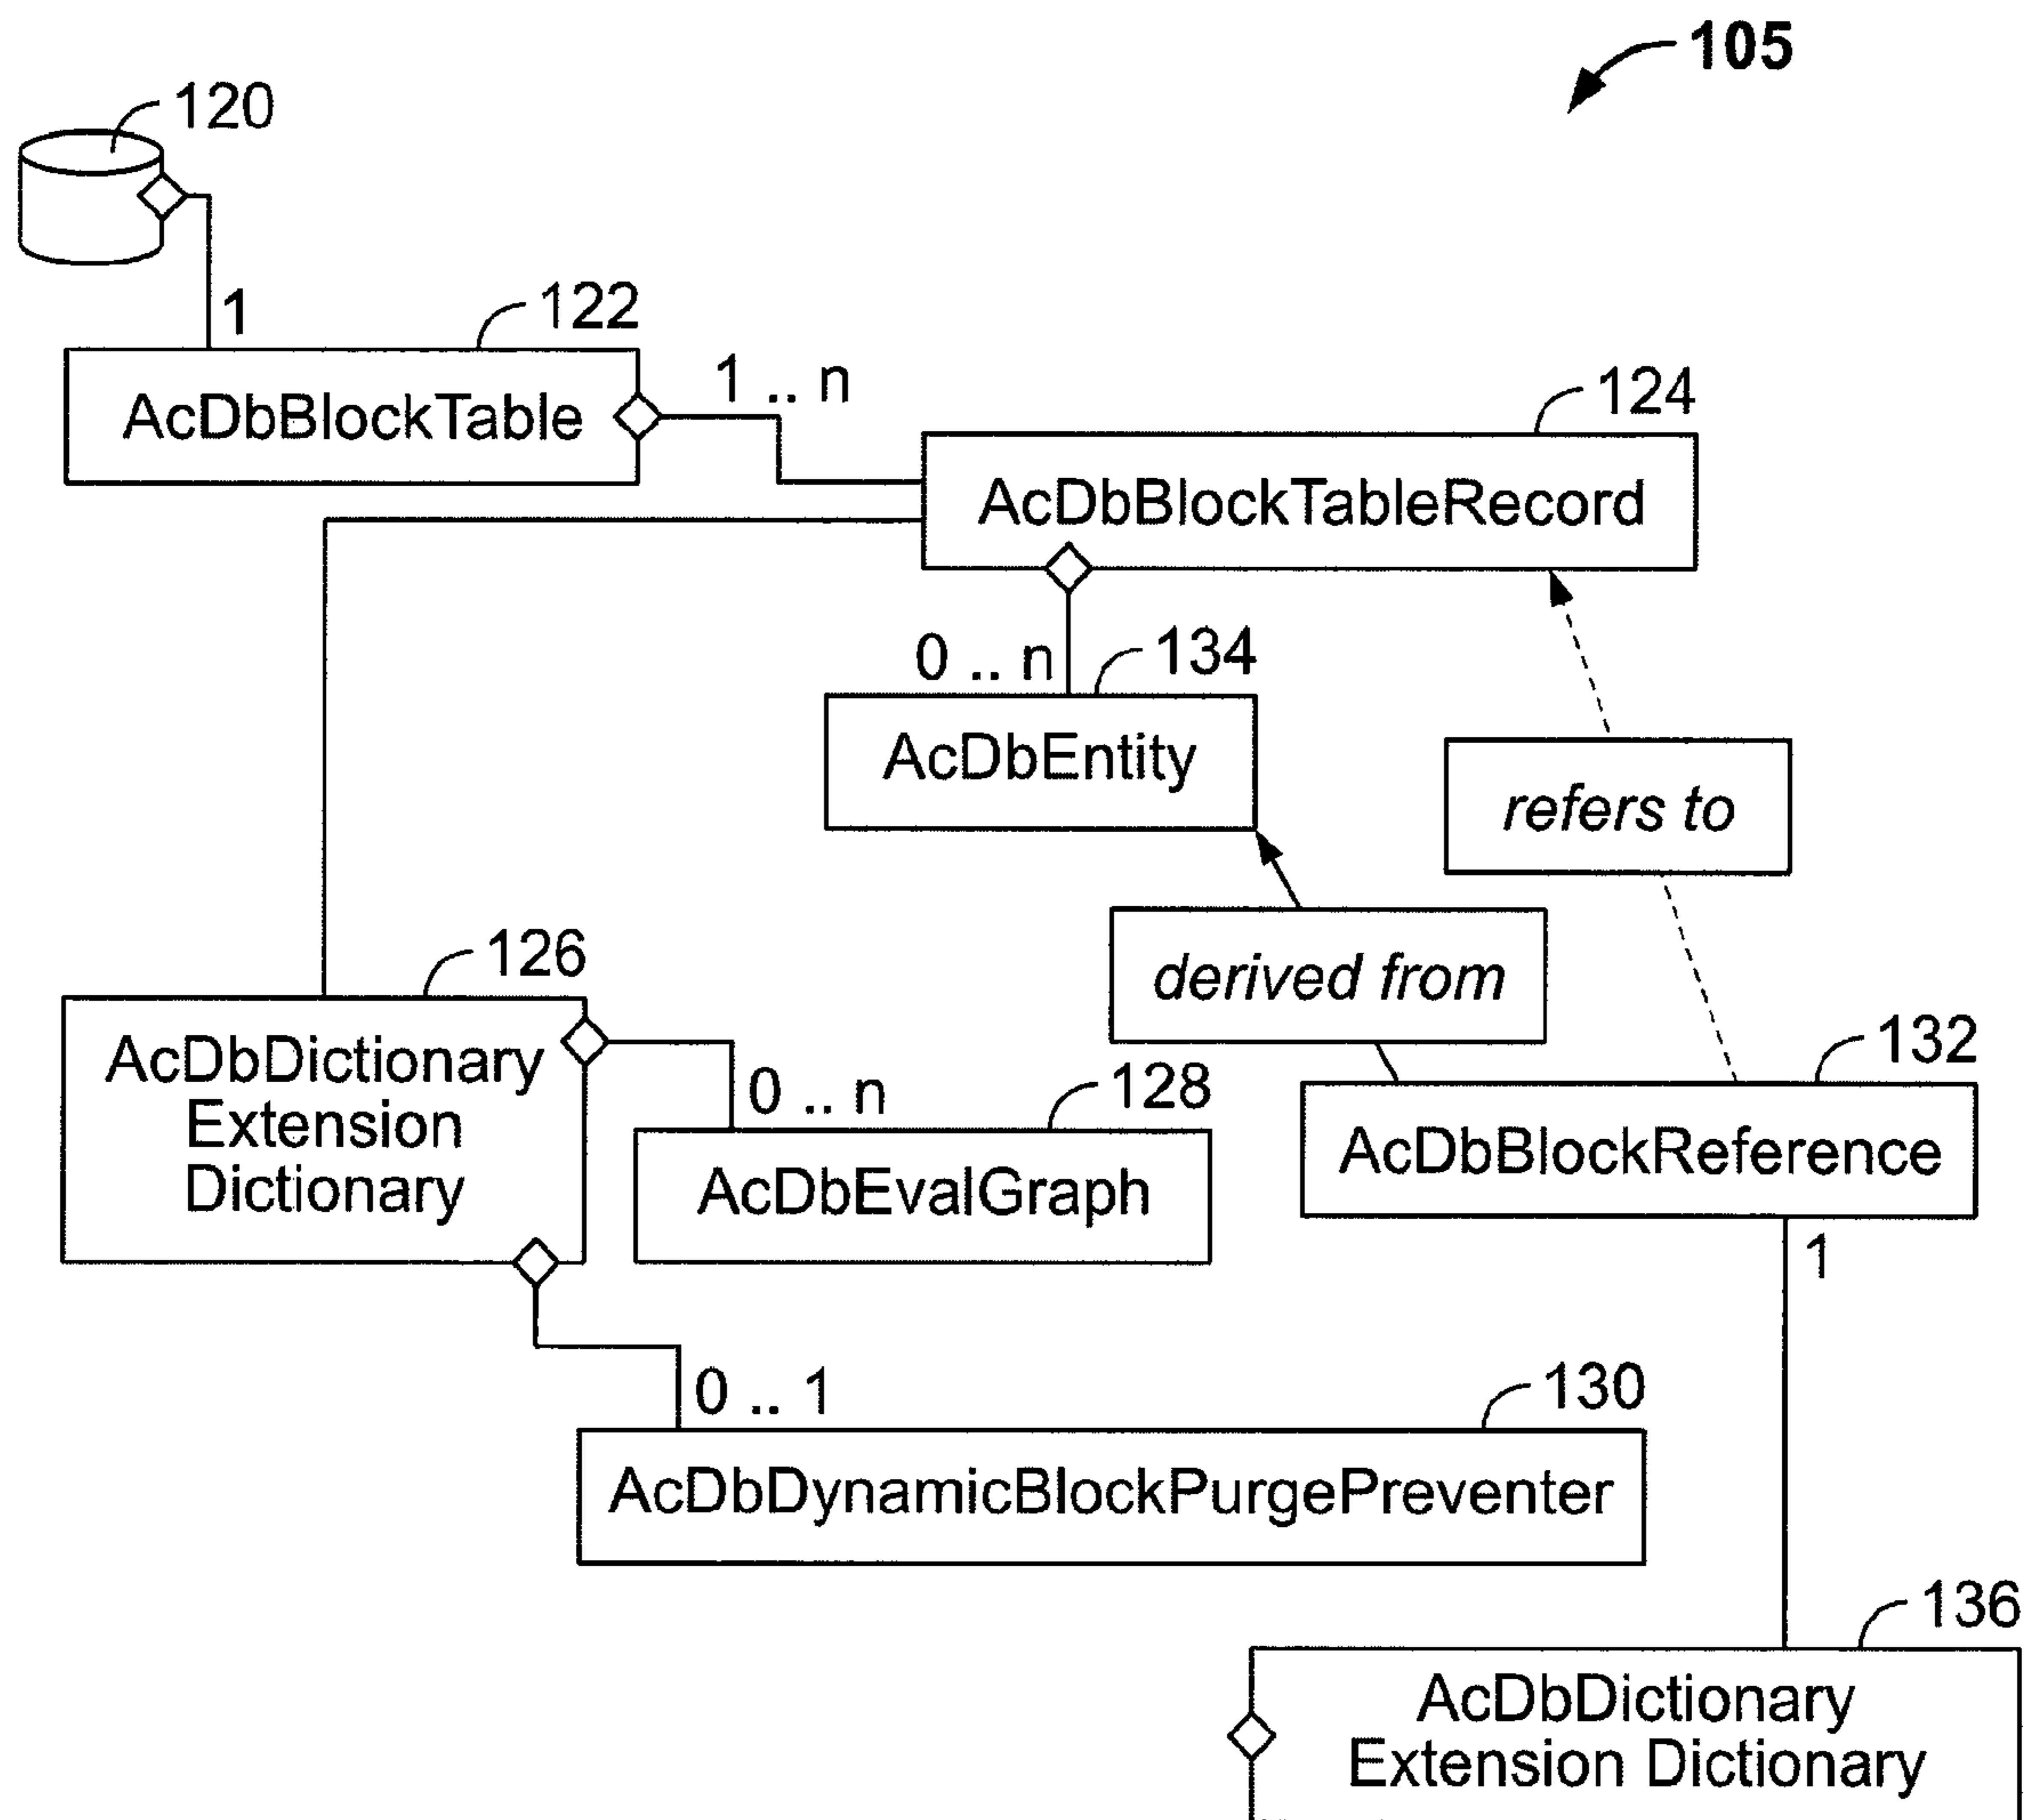 105
120
1
122
AcDbBlockTable
1 .. n
124
AcDbBlockTableRecord
0 .. n
134
AcDbEntity
refers to
derived from
126
AcDbDictionary
Extension
Dictionary
0 .. n
128
AcDbEvalGraph
132
AcDbBlockReference
1
0 .. 1
130
AcDbDynamicBlockPurgePreventer
136
AcDbDictionary
Extension Dictionary